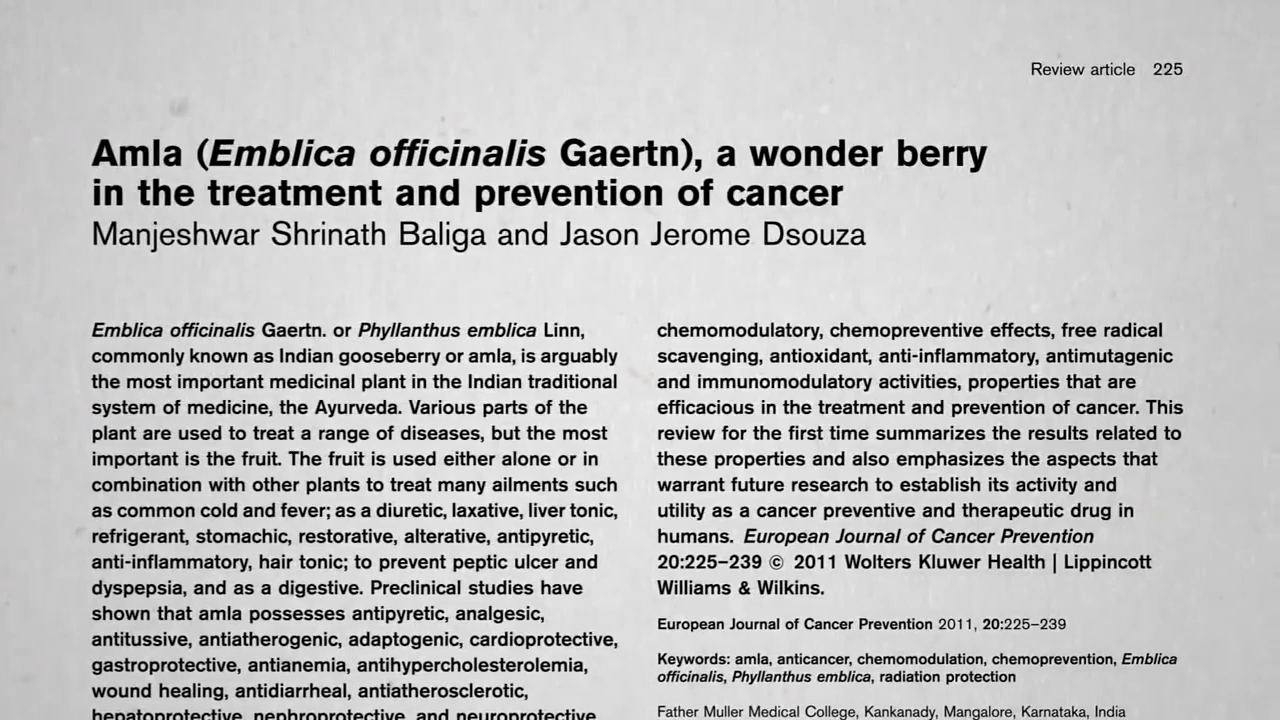 Review article 225
Amla (Emblica officinalis Gaertn), a wonder berry
in the treatment and prevention of cancer
Manjeshwar Shrinath Baliga and Jason Jerome Dsouza
Emblica officinalis Gaertn. or Phyllanthus emblica Linn,
commonly known as Indian gooseberry or amla, is arguably
the most important medicinal plant in the Indian traditional
system of medicine, the Ayurveda. Various parts of the
plant are used to treat a range of diseases, but the most
important is the fruit. The fruit is used either alone or in
combination with other plants to treat many ailments such
as common cold and fever; as a diuretic, laxative, liver tonic,
refrigerant, stomachic, restorative, alterative, antipyretic,
anti-inflammatory, hair tonic; to prevent peptic ulcer and
dyspepsia, and as a digestive. Preclinical studies have
shown that amla possesses antipyretic, analgesic,
antitussive, antiatherogenic, adaptogenic, cardioprotective,
gastroprotective, antianemia, antihypercholesterolemia,
wound healing, antidiarrheal, antiatherosclerotic,
hepatoprotective, nephroprotective, and neuroprotective
chemomodulatory, chemopreventive effects, free radical
scavenging, antioxidant, anti-inflammatory, antimutagenic
and immunomodulatory activities, properties that are
efficacious in the treatment and prevention of cancer. This
review for the first time summarizes the results related to
these properties and also emphasizes the aspects that
warrant future research to establish its activity and
utility as a cancer preventive and therapeutic drug in
humans. European Journal of Cancer Prevention
20:225–239 © 2011 Wolters Kluwer Health | Lippincott
Williams & Wilkins.
European Journal of Cancer Prevention 2011, 20:225–239
Keywords: amla, anticancer, chemomodulation, chemoprevention, Emblica
officinalis, Phyllanthus emblica, radiation protection
Father Muller Medical College, Kankanady, Mangalore, Karnataka, India